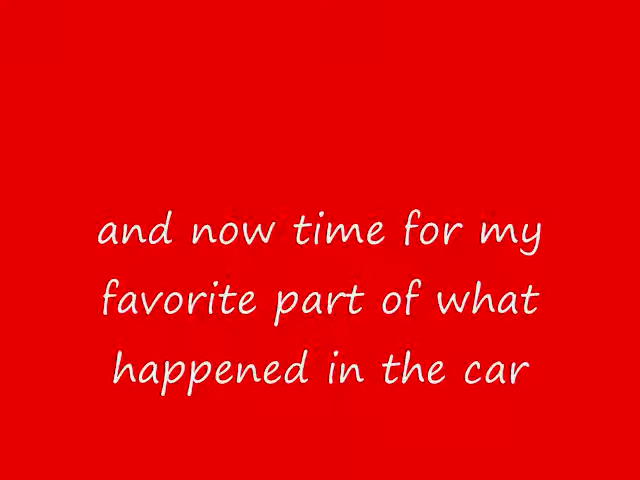 and now time for my
favorite part of what
happened in the car